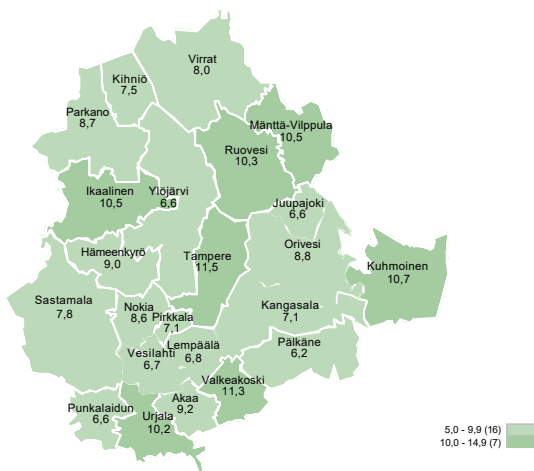 Virrat
8,0
Kihniö
7,5
Parkano
8,7
Mänttä-Vilppula
10,5
Ruovesi
10,3
Ikaalinen
10,5
Ylöjärvi
6,6
Juupajoki
6,6
Orivesi
8,8
Hämeenkyrö
9,0
Tampere
11,5
Kuhmoinen
10,7
Sastamala
7,8
Nokia
8,6
Pirkkala
7,1
Kangasala
7,1
Vesilahti
6,7
Lempäälä
6,8
Pälkäne
6,2
Valkeakoski
11,3
Punkalaidun
6,6
Akaa
9,2
Urjala
10,2
5,0 - 9,9 (16)
10,0 - 14,9 (7)